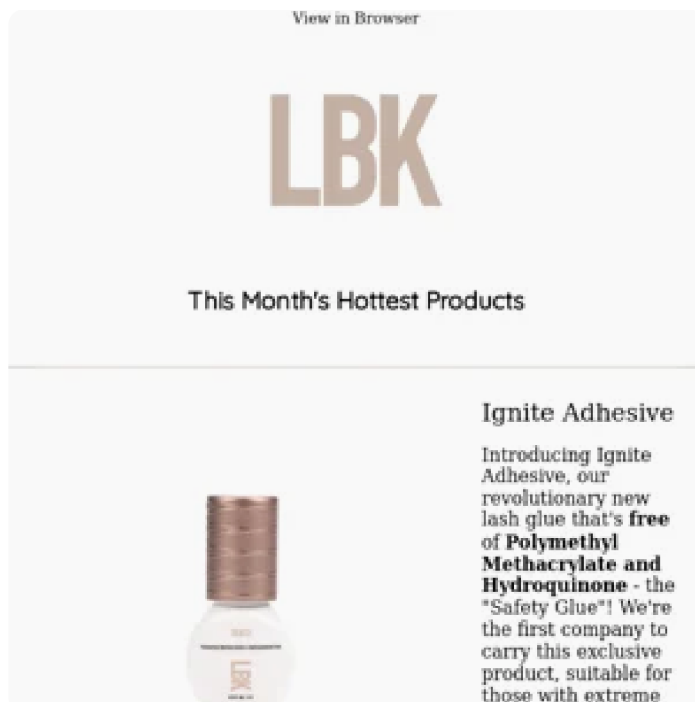 View in Browser
LBK
This Month's Hottest Products
Ignite Adhesive
Introducing Ignite
Adhesive, our
revolutionary new
lash glue that's free
of Polymethyl
Methacrylate and
Hydroquinone - the
"Safety Glue"! We're
the first company to
carry this exclusive
product, suitable for
those with extreme
LBK